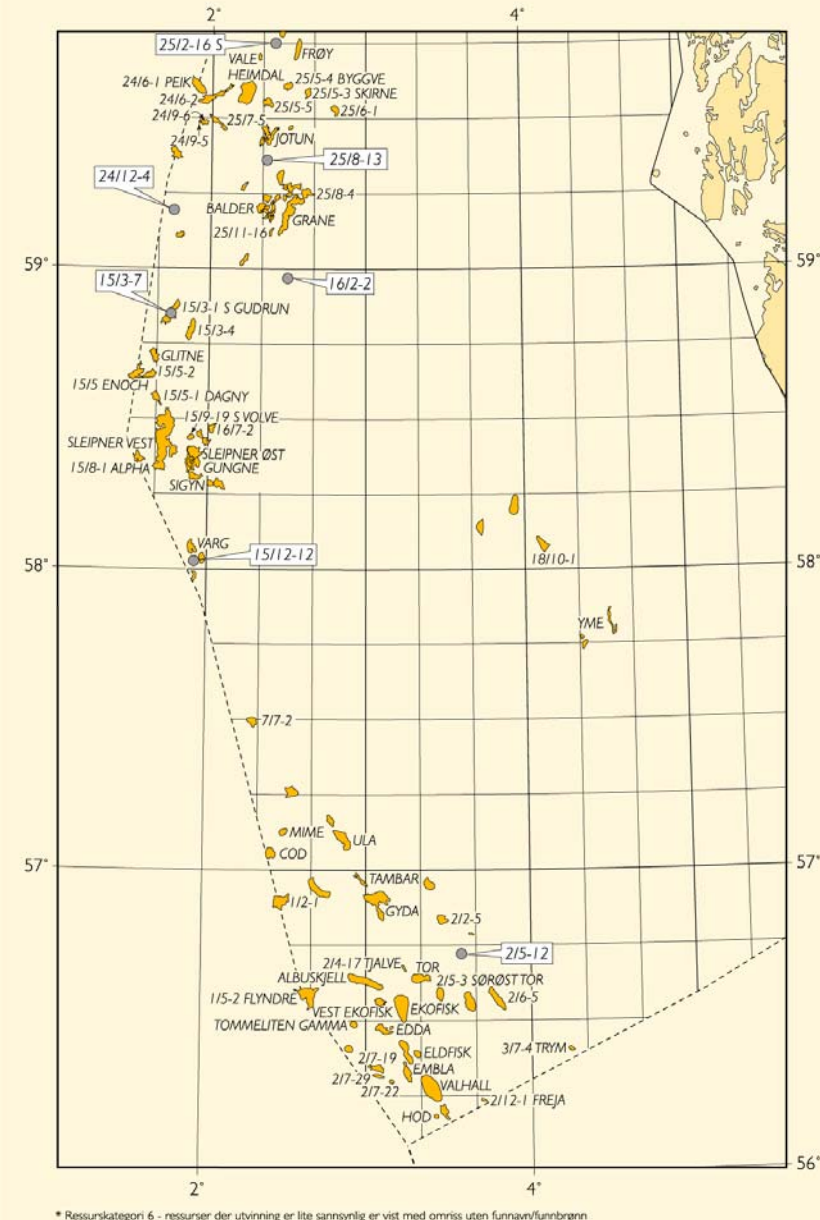 2° 4°
25/2-16 S
FRØY
VALE
HEIMDAL
24/6-1 PEIK
25/5-4 BYGGVE
25/5-3 SKIRNE
24/6-2
25/5-5
25/6-1
24/9-6
25/7-5
24/9-5
JOTUN
25/8-13
24/12-4
25/8-4
BALDER
GRANE
25/11-16
59° 59°
15/3-7
16/2-2
15/3-1 S GUDRUN
15/3-4
GLITNE
15/5-2
15/5 ENOCH
15/5-1 DAGNY
15/9-19 S VOLVE
16/7-2
SLEIPNER VEST
SLEIPNER ØST
15/8-1 ALPHA
GUNGNE
SIGYN
VARG
15/12-12
18/10-1
58° 58°
YME
7/7-2
MIME
ULA
COD
57° 57°
TAMBAR
1/2-1
GYDA
2/2-5
2/5-12
2/4-17 TJALVE
TOR
ALBUSKJELL
2/5-3 SØRØST TOR
1/5-2 FLYNDRE
2/6-5
VEST EKOFISK
EKOFISK
TOMMELITEN GAMMA
EDDA
3/7-4 TRYM
2/7-19
ELDFISK
EMBLA
2/7-29
2/7-22
VALHALL
2/12-1 FREJA
HOD
56°
2° 4°
* Ressurskategori 6 - ressurser der utvinning er lite sannsynlig er vist med omriss uten funnavn/funnbrønn